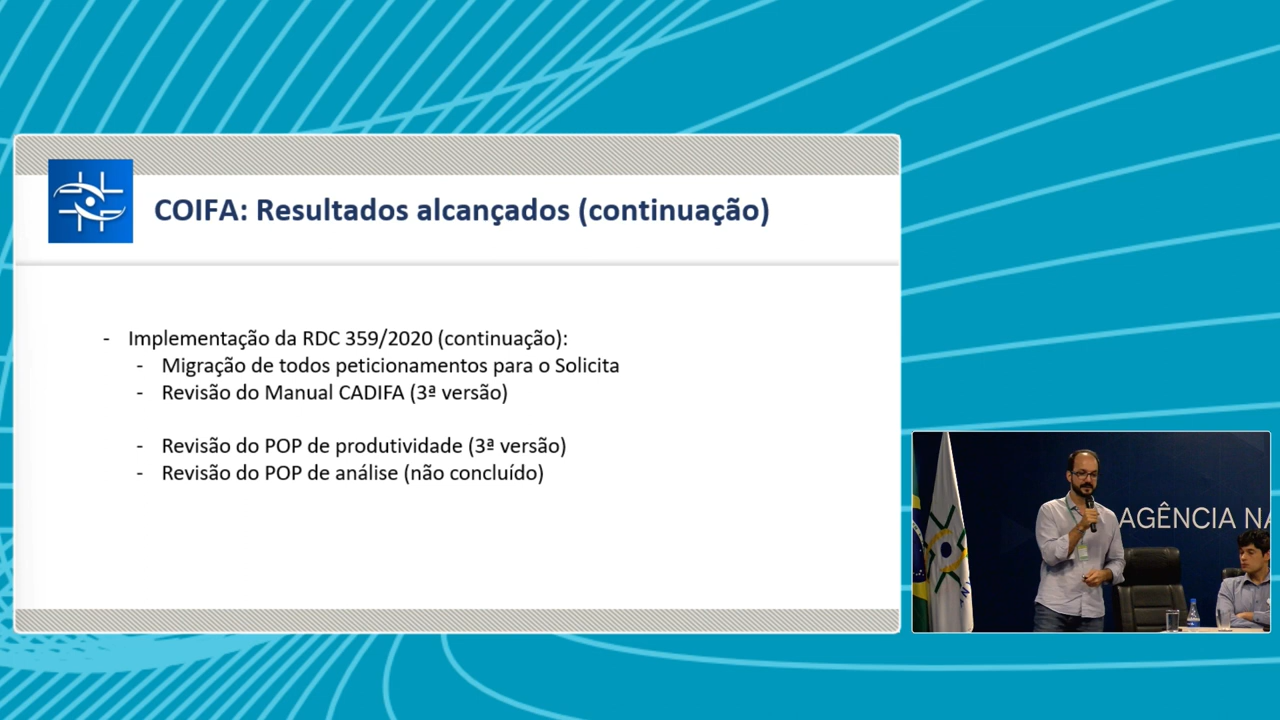 COIFA: Resultados alcançados (continuação)
- Implementação da RDC 359/2020 (continuação):
- Migração de todos peticionamentos para o Solicita
- Revisão do Manual CADIFA (3ª versão)
- Revisão do POP de produtividade (3ª versão)
- Revisão do POP de análise (não concluído)
AGÊNCIA NA